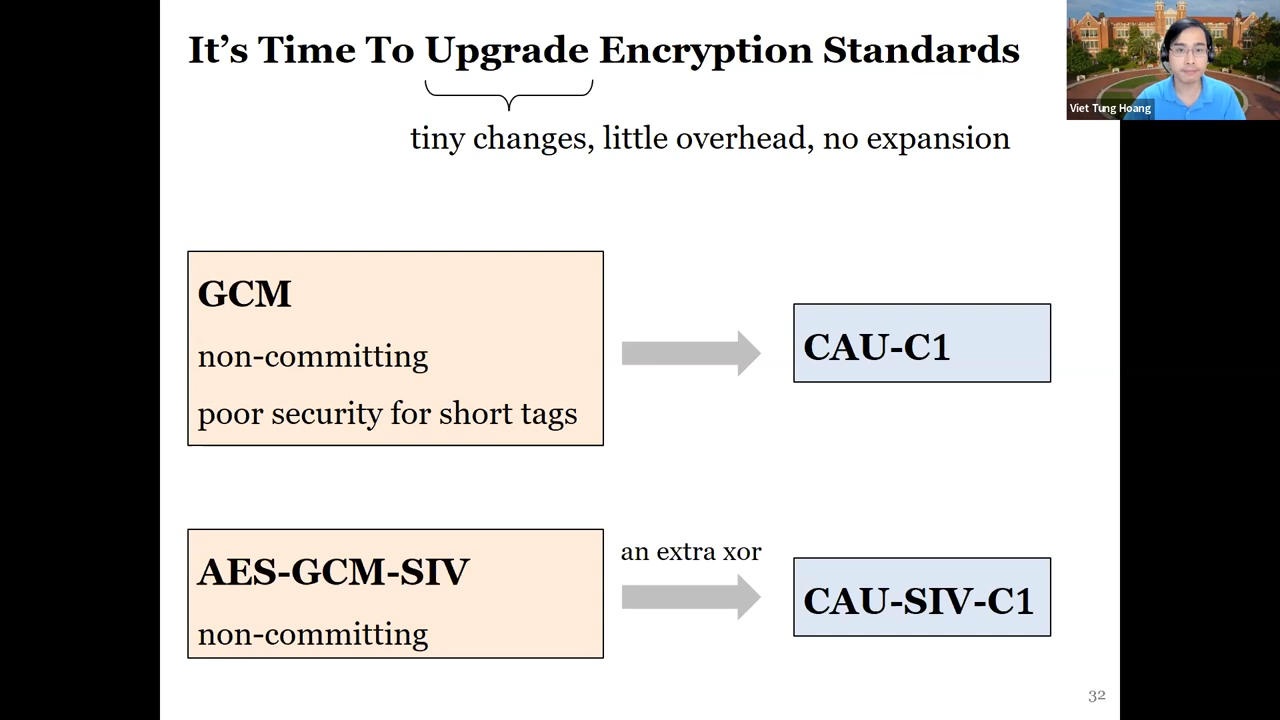 It's Time To Upgrade Encryption Standards
Viet Tung Hoang
tiny changes, little overhead, no expansion
GCM
non-committing
poor security for short tags
CAU-C1
AES-GCM-SIV
non-committing
an extra xor
CAU-SIV-C1
32